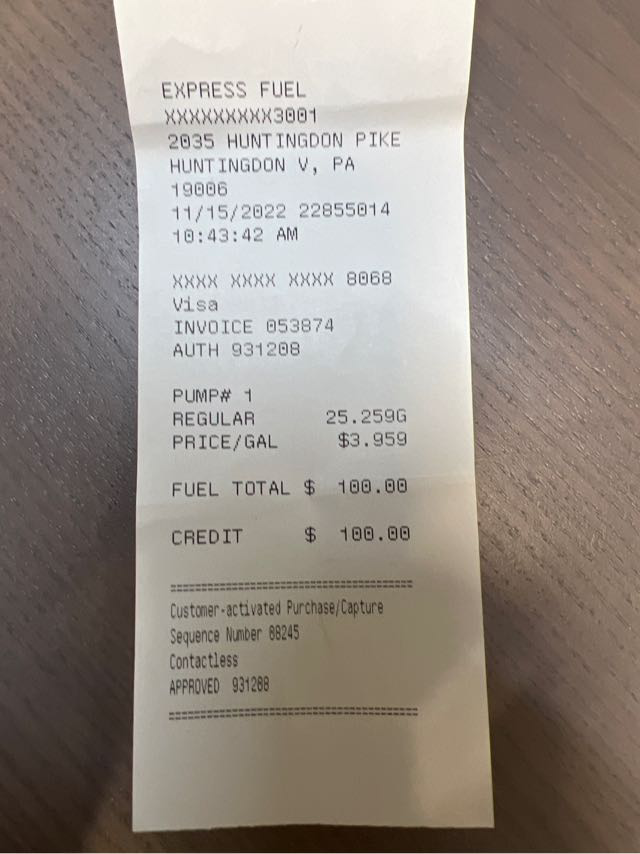 EXPRESS FUEL
XXXXXXXXX3001
2035 HUNTINGDON PIKE
HUNTINGDON V, PA
19006
11/15/2022 22855014
10:43:42 AM
XXXX XXXX XXXX 8068
Visa
INVOICE 053874
AUTH 931208
PUMP# 1
REGULAR 25.259G
PRICE/GAL $3.959
FUEL TOTAL $ 100.00
CREDIT $ 100.00
==================================
Customer-activated Purchase/Capture
Sequence Number 08245
Contactless
APPROVED 931208
==================================